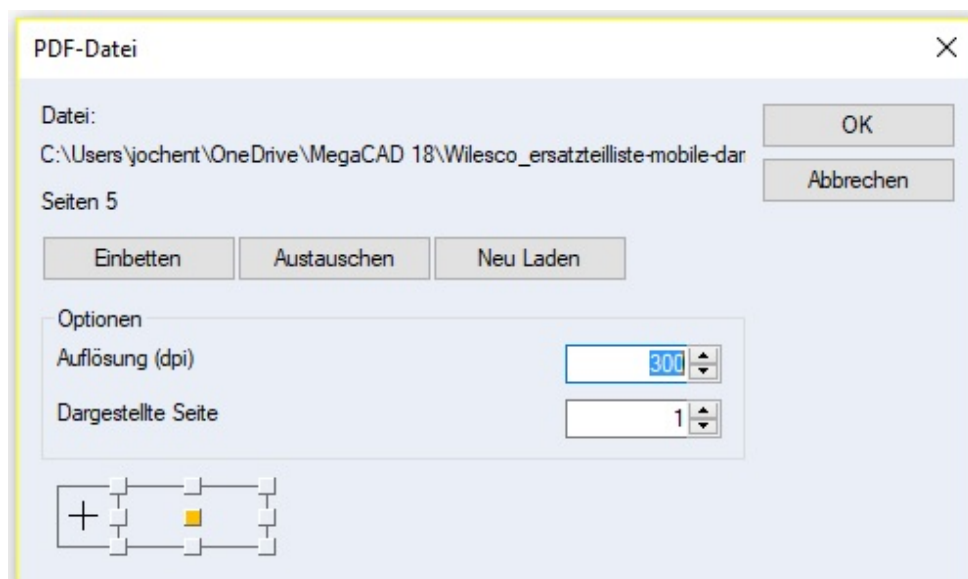 PDF-Datei
Datei:
OK
C:\Users\jochent\OneDrive\MegaCAD 18\Wilesco_ersatzteilliste-mobile-dar
Abbrechen
Seiten 5
Einbetten Austauschen Neu Laden
Optionen
Auflösung (dpi) 300
Dargestellte Seite 1